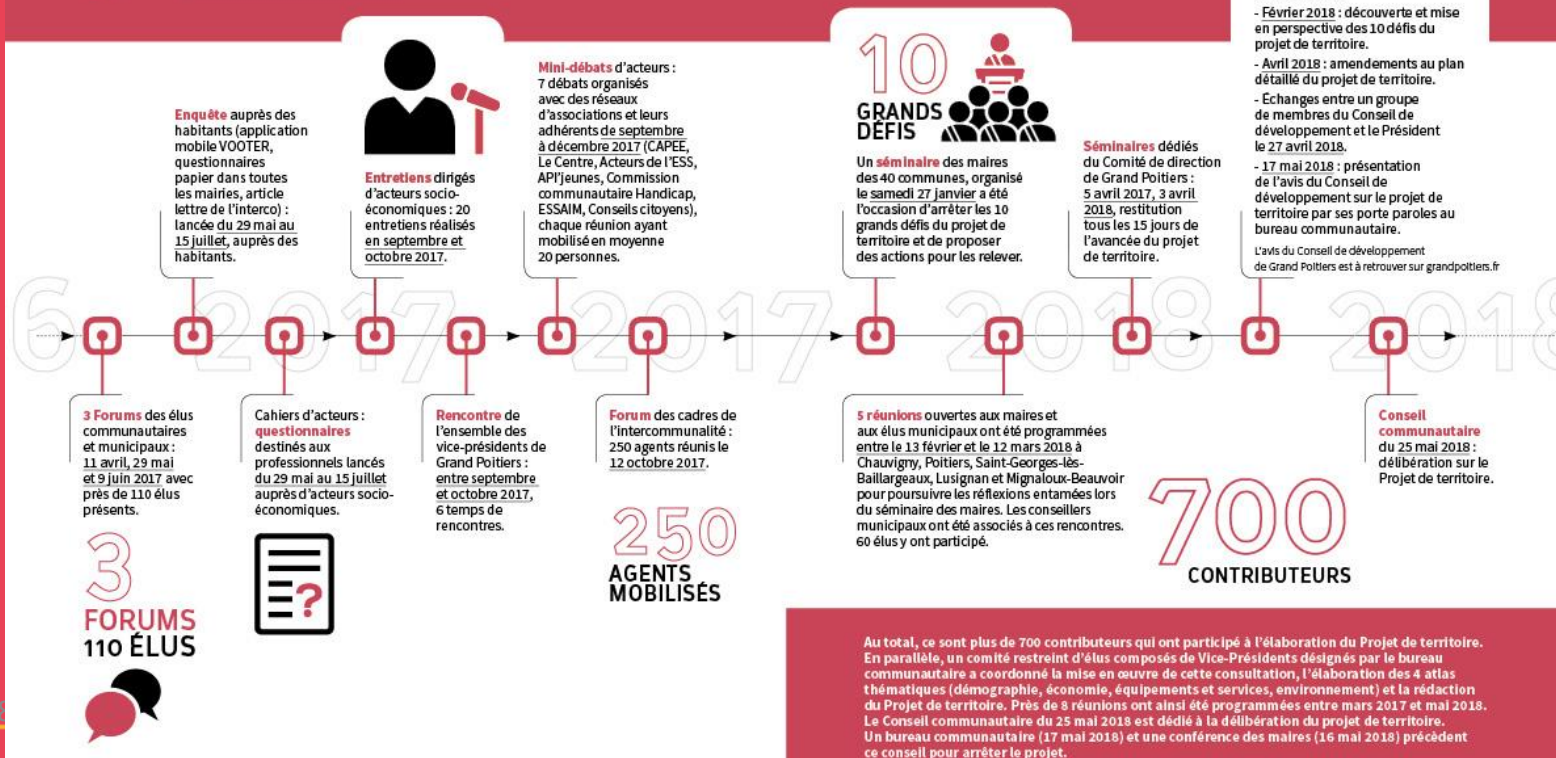 Enquête auprès des
habitants (application
mobile VOOTER,
questionnaires
papier dans toutes
les mairies, article
lettre de l'interco) :
lancée du 29 mai au
15 juillet, auprès des
habitants.
Entretiens dirigés
d'acteurs socio-
économiques : 20
entretiens réalisés
en septembre et
octobre 2017.
Mini-débats d'acteurs :
7 débats organisés
avec des réseaux
d'associations et leurs
adhérents de septembre
à décembre 2017 (CAPEE,
Le Centre, Acteurs de l'ESS,
API'jeunes, Commission
communautaire Handicap,
ESSAIM, Conseils citoyens),
chaque réunion ayant
mobilisé en moyenne
20 personnes.
10
GRANDS
DÉFIS
Un séminaire des maires
des 40 communes, organisé
le samedi 27 janvier a été
l'occasion d'arrêter les 10
grands défis du projet de
territoire et de proposer
des actions pour les relever.
Séminaires dédiés
du Comité de direction
de Grand Poitiers :
5 avril 2017, 3 avril
2018, restitution
tous les 15 jours de
l'avancée du projet
de territoire.
- Février 2018 : découverte et mise
en perspective des 10 défis du
projet de territoire.
- Avril 2018 : amendements au plan
détaillé du projet de territoire.
- Échanges entre un groupe
de membres du Conseil de
développement et le Président
le 27 avril 2018.
- 17 mai 2018 : présentation
de l'avis du Conseil de
développement sur le projet de
territoire par ses porte paroles au
bureau communautaire.
L'avis du Conseil de développement
de Grand Poitiers est à retrouver sur grandpoitiers.fr
6 2017 2017 2018 2018
3 Forums des élus
communautaires
et municipaux :
11 avril, 29 mai
et 9 juin 2017 avec
près de 110 élus
présents.
3
FORUMS
110 ÉLUS
Cahiers d'acteurs :
questionnaires
destinés aux
professionnels lancés
du 29 mai au 15 juillet
auprès d'acteurs socio-
économiques.
?
Rencontre de
l'ensemble des
vice-présidents de
Grand Poitiers :
entre septembre
et octobre 2017,
6 temps de
rencontres.
Forum des cadres de
l'intercommunalité :
250 agents réunis le
12 octobre 2017.
250
AGENTS
MOBILISÉS
5 réunions ouvertes aux maires et
aux élus municipaux ont été programmées
entre le 13 février et le 12 mars 2018 à
Chauvigny, Poitiers, Saint-Georges-lès-
Baillargeaux, Lusignan et Mignaloux-Beauvoir
pour poursuivre les réflexions entamées lors
du séminaire des maires. Les conseillers
municipaux ont été associés à ces rencontres.
60 élus y ont participé.
700
CONTRIBUTEURS
Conseil
communautaire
du 25 mai 2018 :
délibération sur le
Projet de territoire.
Au total, ce sont plus de 700 contributeurs qui ont participé à l'élaboration du Projet de territoire.
En parallèle, un comité restreint d'élus composés de Vice-Présidents désignés par le bureau
communautaire a coordonné la mise en œuvre de cette consultation, l'élaboration des 4 atlas
thématiques (démographie, économie, équipements et services, environnement) et la rédaction
du Projet de territoire. Près de 8 réunions ont ainsi été programmées entre mars 2017 et mai 2018.
Le Conseil communautaire du 25 mai 2018 est dédié à la délibération du projet de territoire.
Un bureau communautaire (17 mai 2018) et une conférence des maires (16 mai 2018) précèdent
ce conseil pour arrêter le projet.